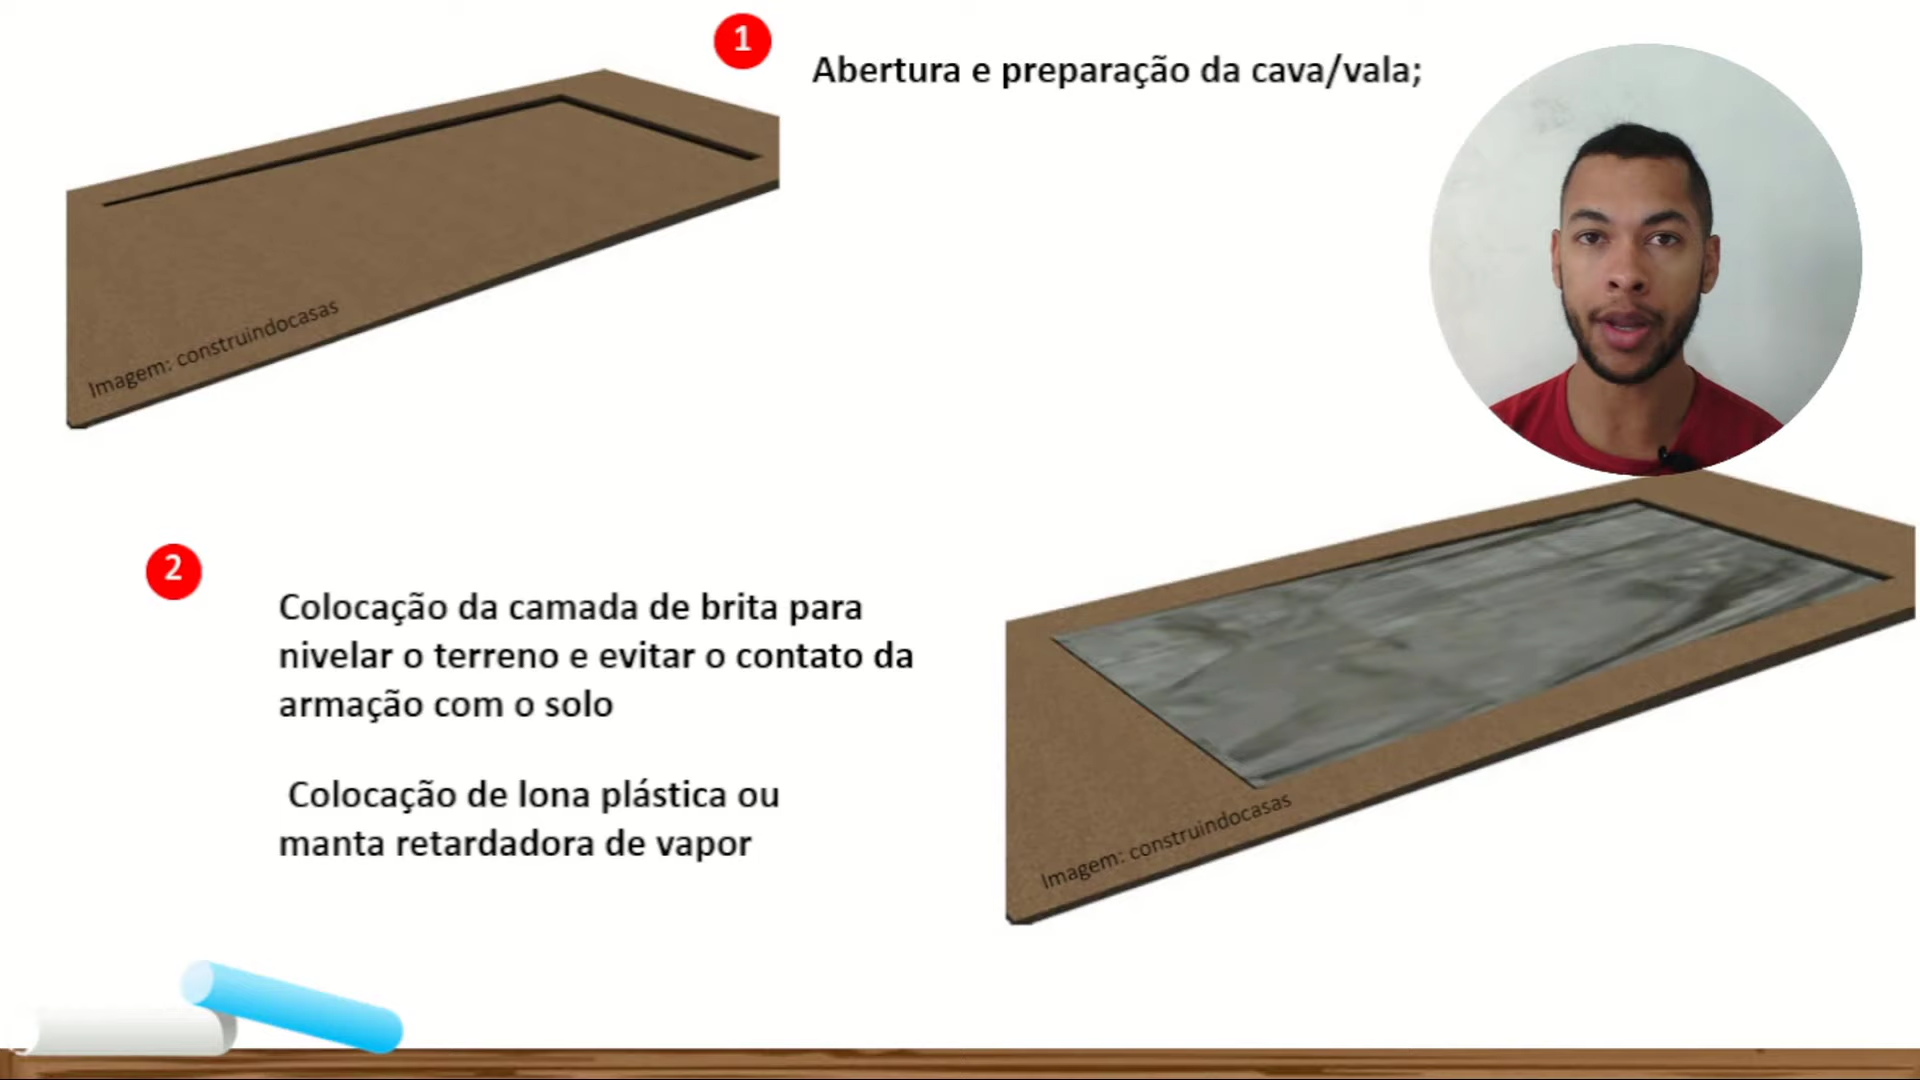 1
Abertura e preparação da cava/vala;
Imagem: construindocasas
2
Colocação da camada de brita para
nivelar o terreno e evitar o contato da
armação com o solo
Colocação de lona plástica ou
manta retardadora de vapor
Imagem: construindocasas